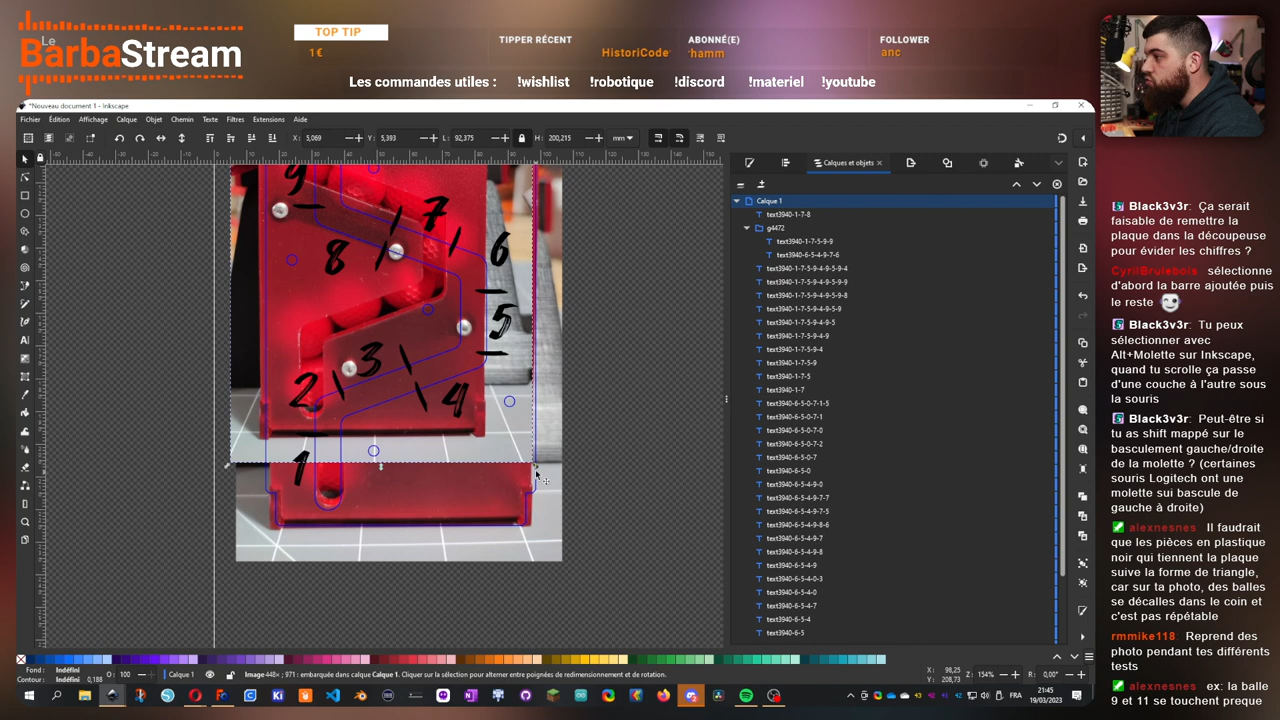 Le
BarbaStream
TOP TIP
1€
TIPPER RÉCENT
HistoriCode
ABONNÉ(E)
hamm
FOLLOWER
anc
Les commandes utiles : !wishlist !robotique !discord !materiel !youtube
*Nouveau document 1 - Inkscape
Fichier Édition Affichage Calque Objet Chemin Texte Filtres Extensions Aide
X: 5,069 Y: 5,393 L: 92,375 H: 200,215 mm
Calques et objets
Calque 1
text3940-1-7-8
g4472
text3940-1-7-5-9-9
text3940-6-5-4-9-7-6
text3940-1-7-5-9-4-9-5-9-4
text3940-1-7-5-9-4-9-5-9-9
text3940-1-7-5-9-4-9-5-9-8
text3940-1-7-5-9-4-9-5-9
text3940-1-7-5-9-4-9-5
text3940-1-7-5-9-4-9
text3940-1-7-5-9-4
text3940-1-7-5-9
text3940-1-7-5
text3940-1-7
text3940-6-5-0-7-1-5
text3940-6-5-0-7-1
text3940-6-5-0-7-0
text3940-6-5-0-7-2
text3940-6-5-0-7
text3940-6-5-0
text3940-6-5-4-9-0
text3940-6-5-4-9-7-7
text3940-6-5-4-9-7-5
text3940-6-5-4-9-8-6
text3940-6-5-4-9-7
text3940-6-5-4-9-8
text3940-6-5-4-9
text3940-6-5-4-0-3
text3940-6-5-4-0
text3940-6-5-4-7
text3940-6-5-4
text3940-6-5
9
7
8
6
5
3
2
4
1
Black3v3r: Ça serait
faisable de remettre la
plaque dans la découpeuse
pour évider les chiffres ?
CyrilBruiebois: sélectionne
d'abord la barre ajoutée puis
le reste
Black3v3r: Tu peux
sélectionner avec
Alt+Molette sur Inkscape,
quand tu scrolle ça passe
d'une couche à l'autre sous
la souris
Black3v3r: Peut-être si
tu as shift mappé sur le
basculement gauche/droite
de la molette ? (certaines
souris Logitech ont une
molette sui bascule de
gauche à droite)
alexnesnes: Il faudrait
que les pièces en plastique
noir qui tiennent la plaque
suive la forme de triangle,
car sur ta photo, des balles
se décalles dans le coin et
c'est pas répétable
rmmike118: Reprend des
photo pendant tes différents
tests
alexnesnes: ex: la balle
9 et 11 se touchent preque
Fond : Indéfini
Contour : Indéfini 0,188
O: 100
Calque 1
Image 448 × 971 : embarquée dans calque Calque 1. Cliquer sur la sélection pour alterner entre poignées de redimensionnement et de rotation.
X: 98,25
Y: 208,73
Z: 154%
R: 0,00°
FR
21:45
19/03/2023